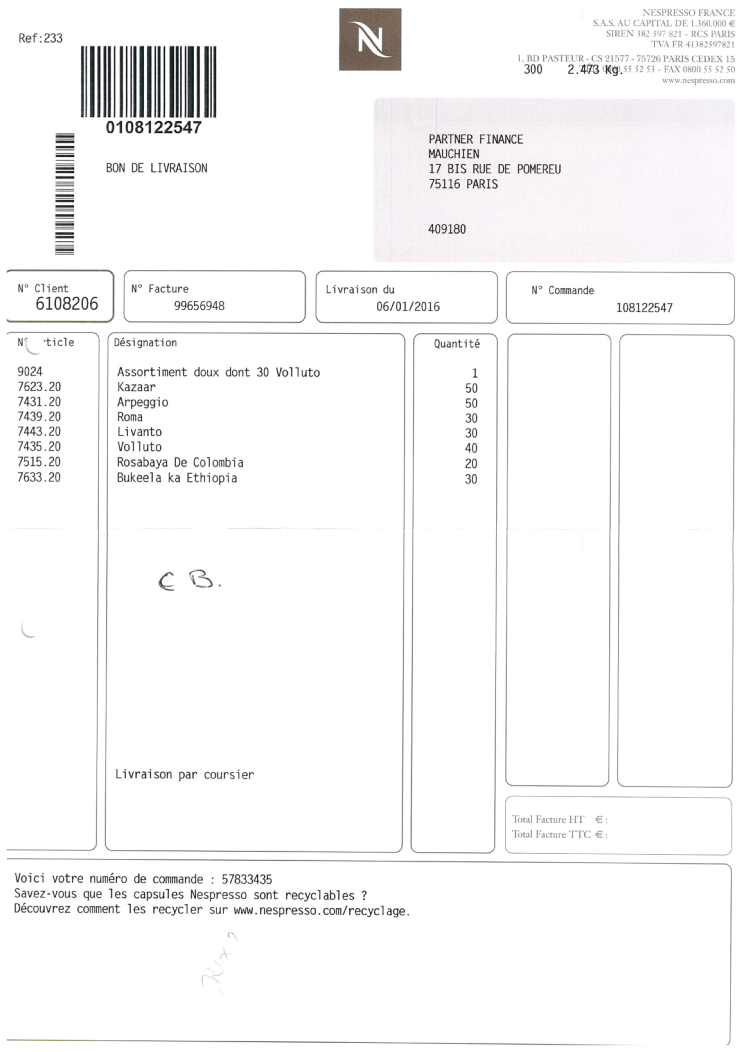 NESPRESSO FRANCE
S.A.S. AU CAPITAL DE 1.360.000 €
SIREN 382 597 821 - RCS PARIS
TVA FR 41382597821
1, BD PASTEUR - CS 21577 - 75726 PARIS CEDEX 15
55 52 53 - FAX 0800 55 52 50
www.nespresso.com
300 2.473 Kg.
Ref:233
N
0108122547
BON DE LIVRAISON
PARTNER FINANCE
MAUCHIEN
17 BIS RUE DE POMEREU
75116 PARIS
409180
N° Client
6108206
N° Facture
99656948
Livraison du
06/01/2016
N° Commande
108122547
N° ticle Désignation Quantité
9024 Assortiment doux dont 30 Volluto 1
7623.20 Kazaar 50
7431.20 Arpeggio 50
7439.20 Roma 30
7443.20 Livanto 30
7435.20 Volluto 40
7515.20 Rosabaya De Colombia 20
7633.20 Bukeela ka Ethiopia 30
C B.
Livraison par coursier
Total Facture HT € :
Total Facture TTC € :
Voici votre numéro de commande : 57833435
Savez-vous que les capsules Nespresso sont recyclables ?
Découvrez comment les recycler sur www.nespresso.com/recyclage.